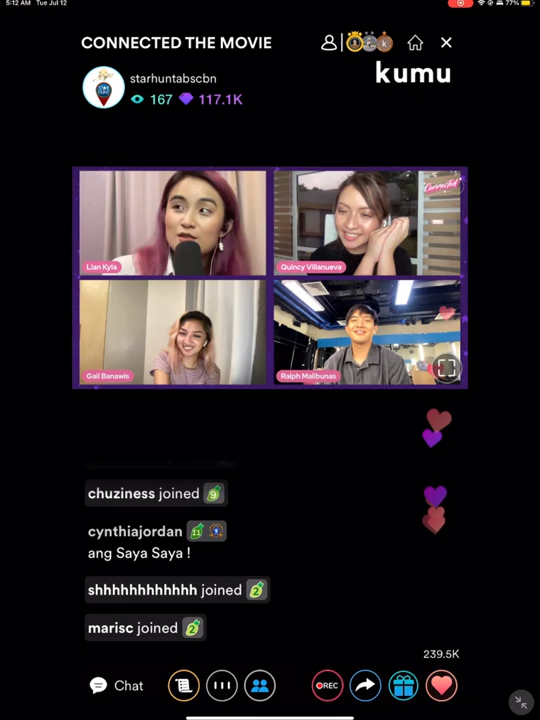 5:12 AM Tue Jul 12
77%
CONNECTED THE MOVIE
kumu
starhuntabscbn
167 117.1K
Connected
Lian Kyla
Quincy Villanueva
Gail Banawis
Ralph Malibunas
chuziness joined 9
cynthiajordan 11
ang Saya Saya !
shhhhhhhhhhhh joined 2
marisc joined 2
239.5K
Chat
REC